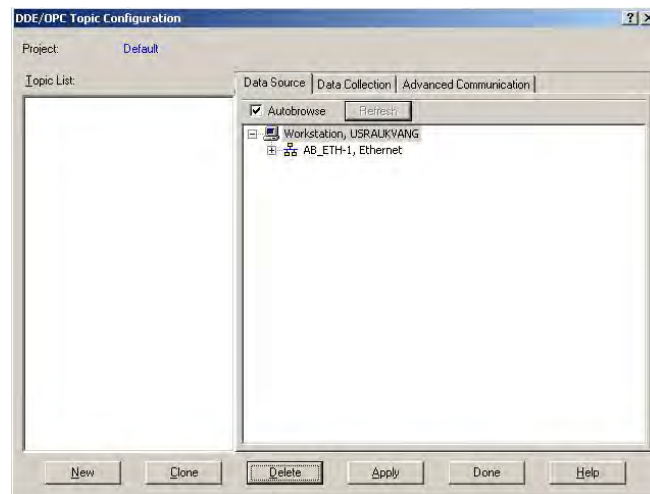 DDE/OPC Topic Configuration
Project: Default
Topic List:
Data Source Data Collection Advanced Communication
Autobrowse Refresh
Workstation, USRAUKVANG
AB_ETH-1, Ethernet
New Clone Delete Apply Done Help